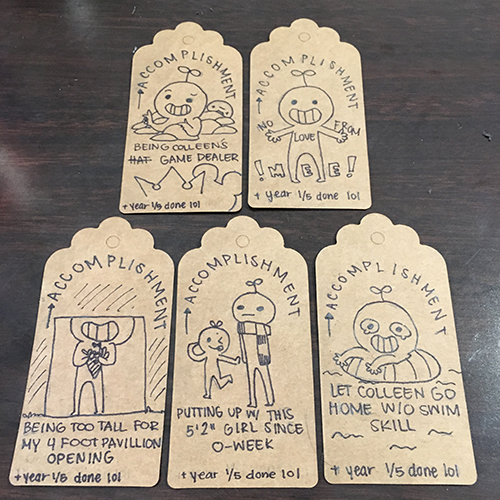 →ACCOMPLISHMENT
BEING COLLEEN'S
HAT GAME DEALER
+ year 1/5 done lol
→ACCOMPLISHMENT
NO LOVE FROM
! MEE !
+ year 1/5 done lol
→ACCOMPLISHMENT
BEING TOO TALL FOR
MY 4 FOOT PAVILLION
OPENING
+ year 1/5 done lol
→ACCOMPLISHMENT
PUTTING UP W/ THIS
5'2" GIRL SINCE
O-WEEK
+ year 1/5 done lol
→ACCOMPLISHMENT
LET COLLEEN GO
HOME W/O SWIM
SKILL
+ year 1/5 done lol